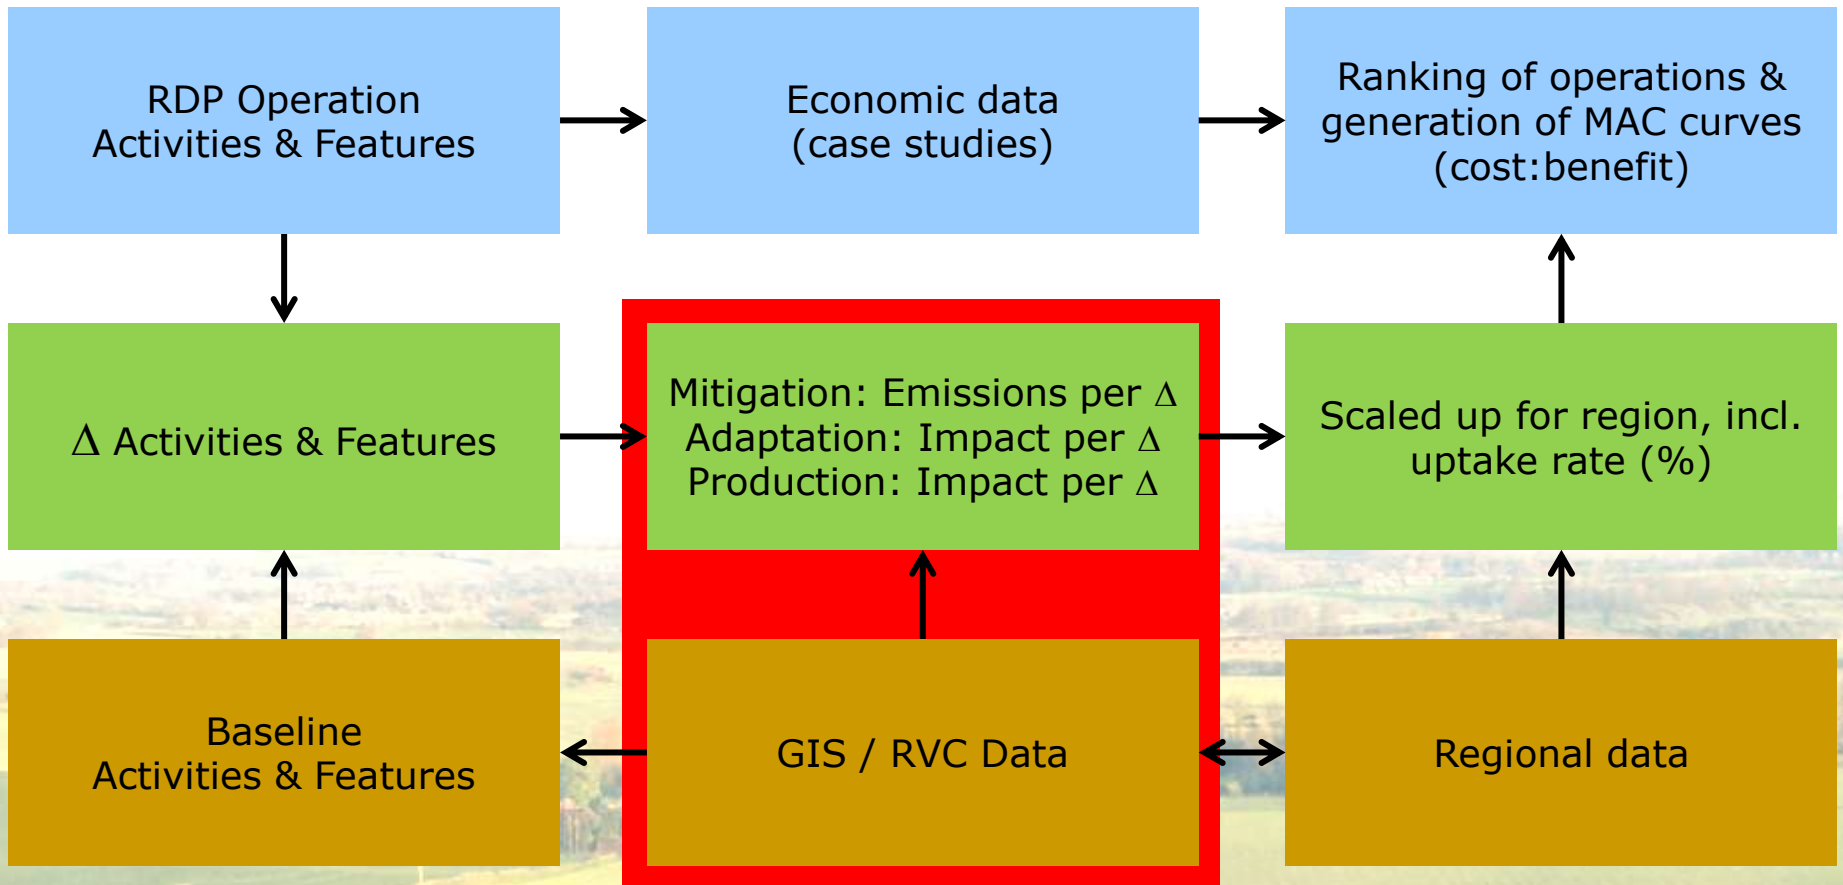 RDP Operation
Activities & Features
Economic data
(case studies)
Ranking of operations &
generation of MAC curves
(cost:benefit)
Δ Activities & Features
Mitigation: Emissions per Δ
Adaptation: Impact per Δ
Production: Impact per Δ
Scaled up for region, incl.
uptake rate (%)
Baseline
Activities & Features
GIS / RVC Data
Regional data